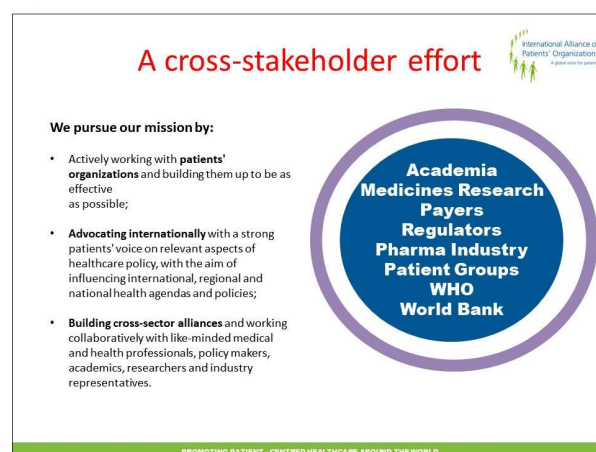 A cross-stakeholder effort
International Alliance o
Patients' Organization
A global voice for patien
We pursue our mission by:
• Actively working with patients'
organizations and building them up to be as
effective
as possible;
• Advocating internationally with a strong
patients' voice on relevant aspects of
healthcare policy, with the aim of
influencing international, regional and
national health agendas and policies;
• Building cross-sector alliances and working
collaboratively with like-minded medical
and health professionals, policy makers,
academics, researchers and industry
representatives.
Academia
Medicines Research
Payers
Regulators
Pharma Industry
Patient Groups
WHO
World Bank
PROMOTING PATIENT - CENTRED HEALTHCARE AROUND THE WORLD